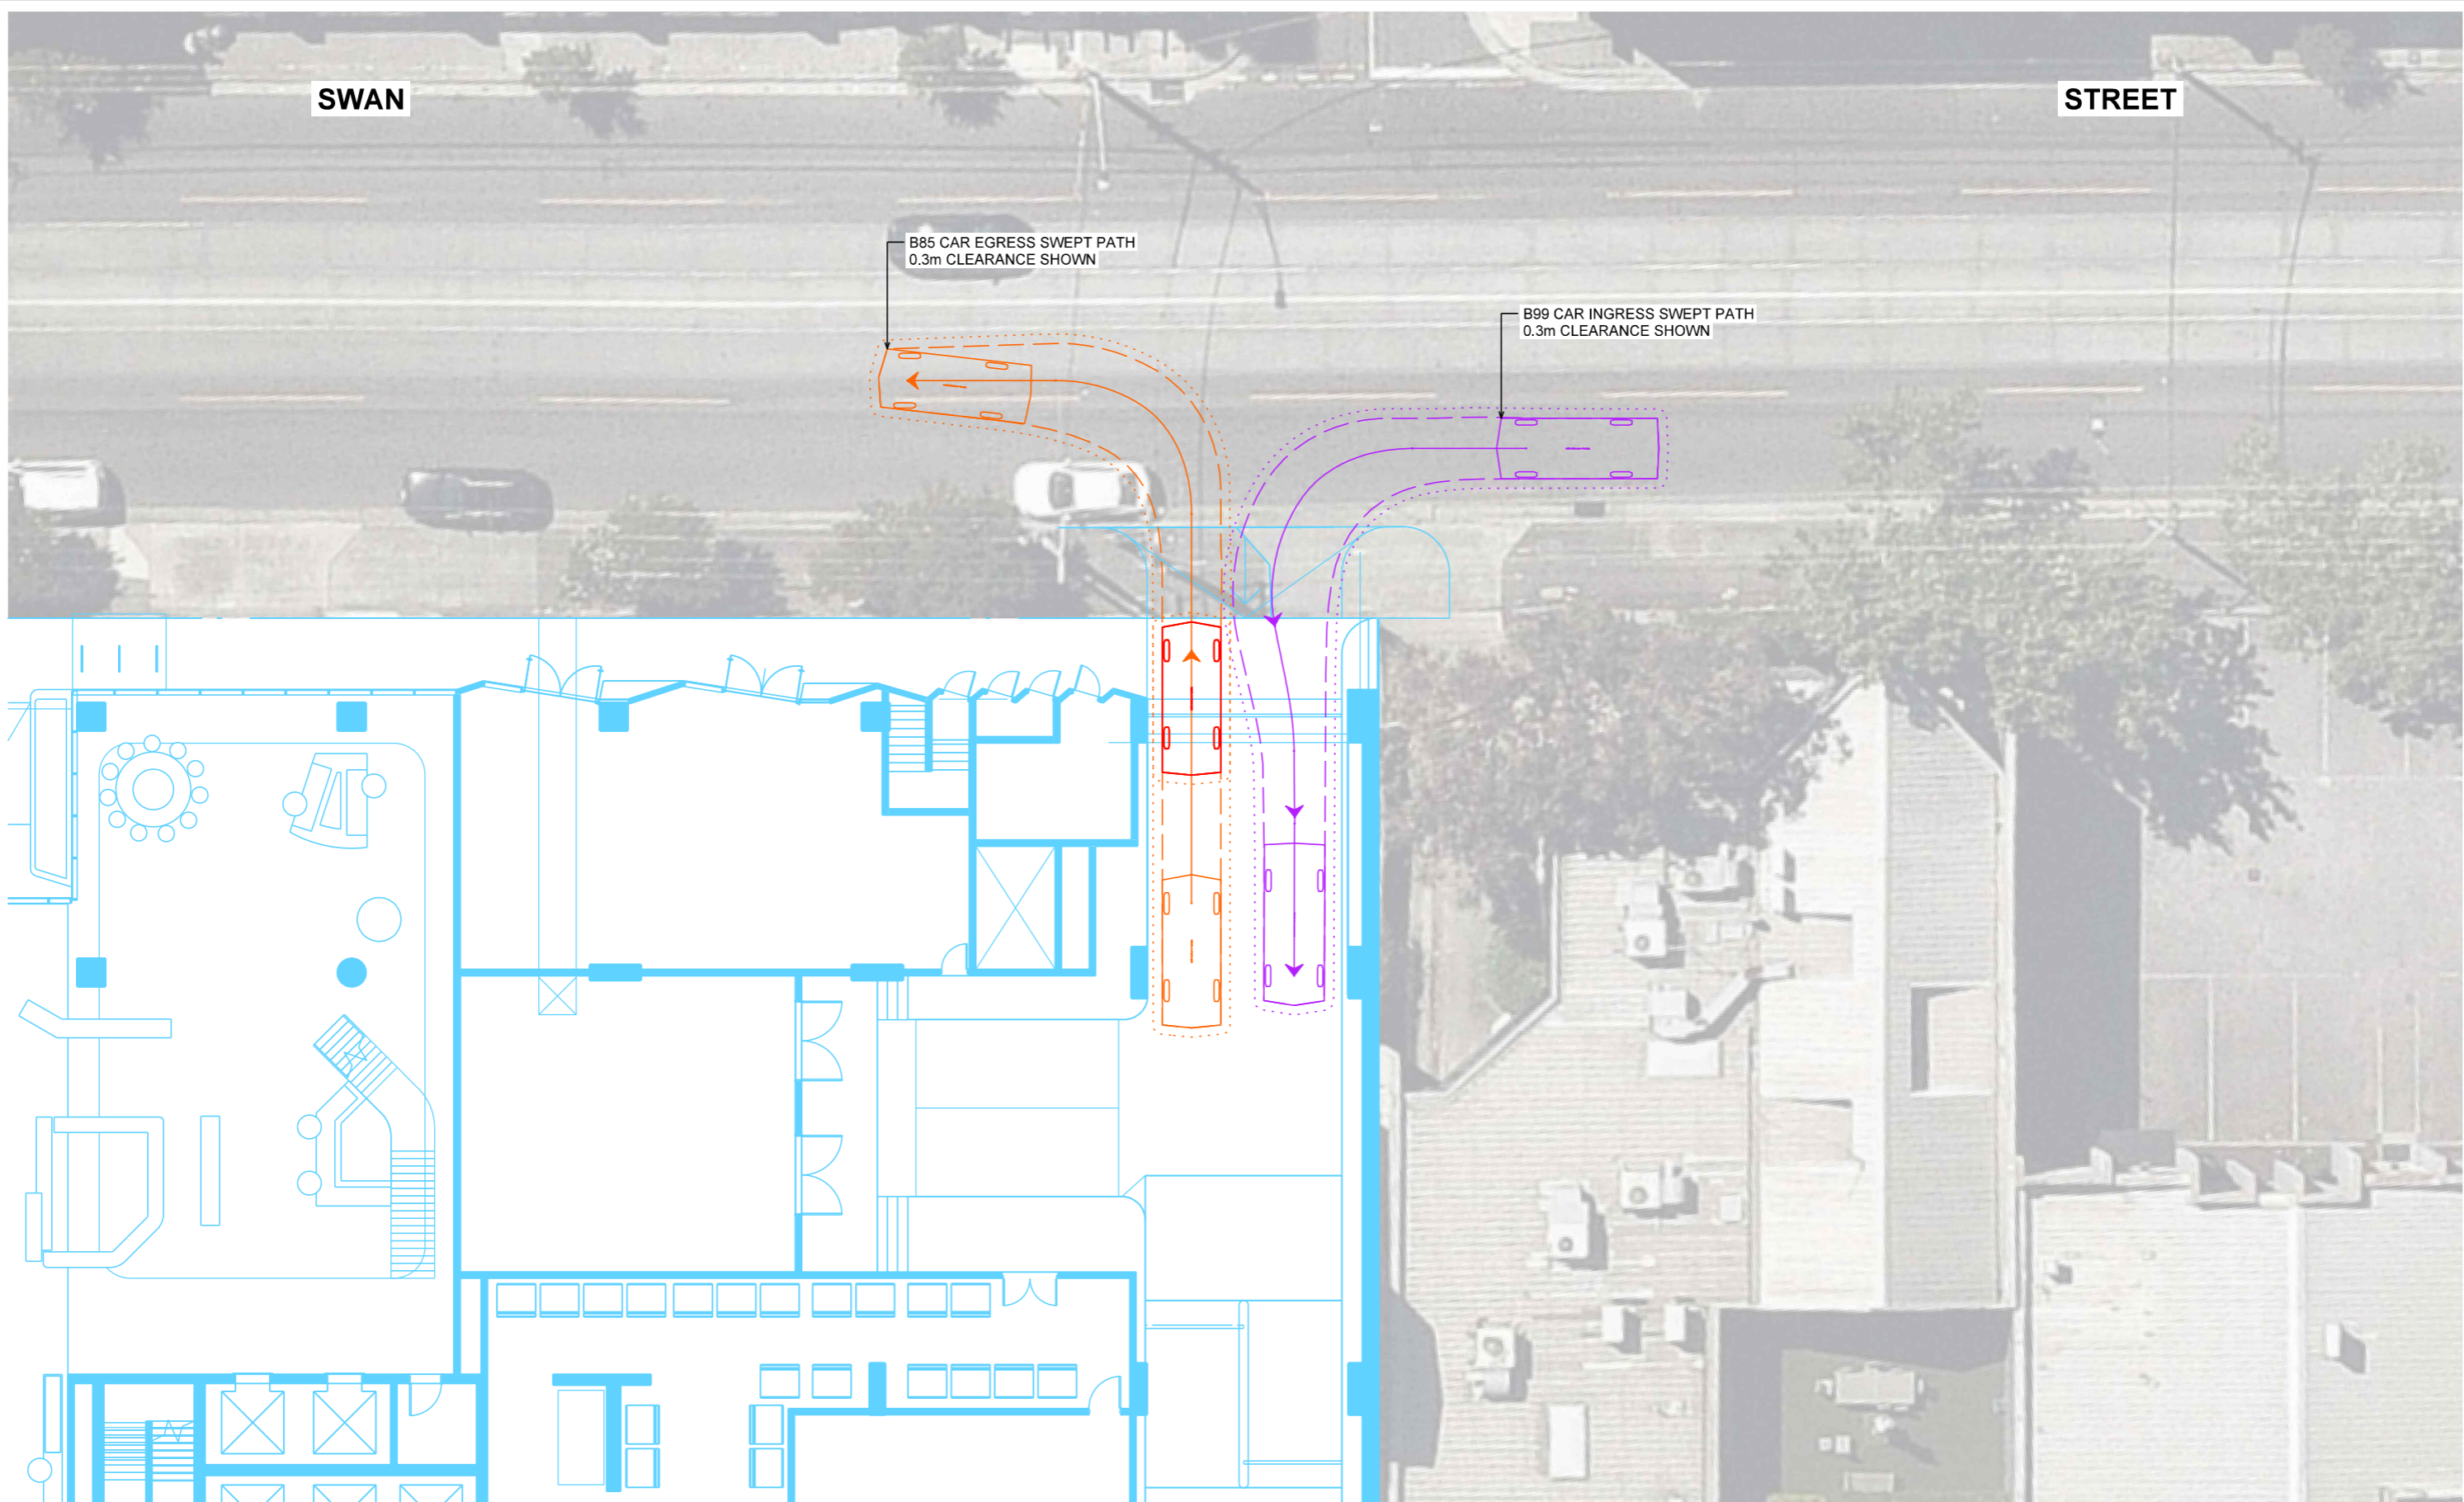 SWAN
STREET
B85 CAR EGRESS SWEPT PATH
0.3m CLEARANCE SHOWN
B99 CAR INGRESS SWEPT PATH
0.3m CLEARANCE SHOWN